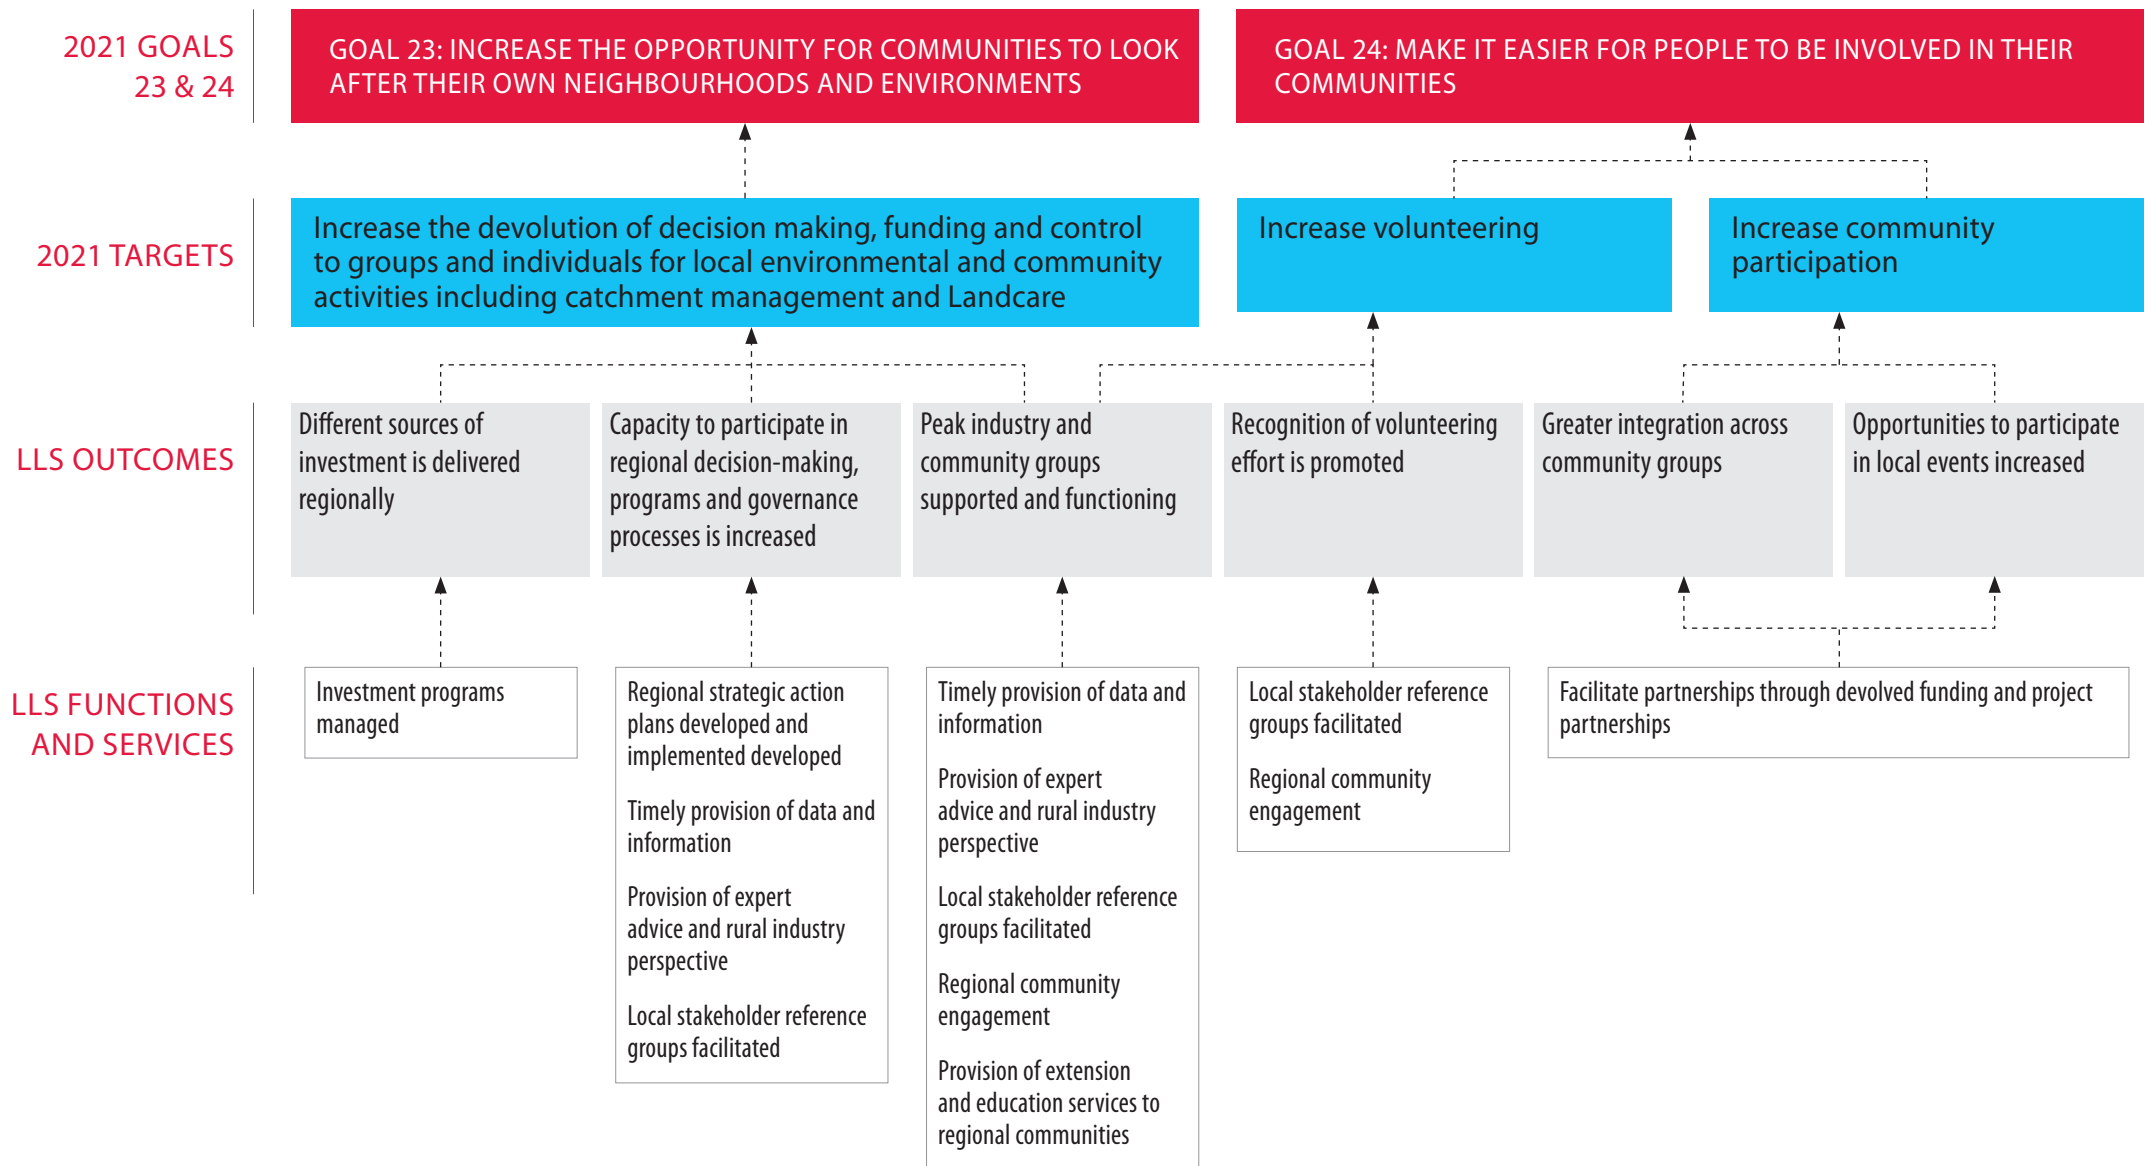 2021 GOALS
23 & 24
GOAL 23: INCREASE THE OPPORTUNITY FOR COMMUNITIES TO LOOK
AFTER THEIR OWN NEIGHBOURHOODS AND ENVIRONMENTS
GOAL 24: MAKE IT EASIER FOR PEOPLE TO BE INVOLVED IN THEIR
COMMUNITIES
2021 TARGETS
Increase the devolution of decision making, funding and control
to groups and individuals for local environmental and community
activities including catchment management and Landcare
Increase volunteering
Increase community
participation
LLS OUTCOMES
Different sources of
investment is delivered
regionally
Capacity to participate in
regional decision-making,
programs and governance
processes is increased
Peak industry and
community groups
supported and functioning
Recognition of volunteering
effort is promoted
Greater integration across
community groups
Opportunities to participate
in local events increased
LLS FUNCTIONS
AND SERVICES
Investment programs
managed
Regional strategic action
plans developed and
implemented developed
Timely provision of data and
information
Provision of expert
advice and rural industry
perspective
Local stakeholder reference
groups facilitated
Timely provision of data and
information
Provision of expert
advice and rural industry
perspective
Local stakeholder reference
groups facilitated
Regional community
engagement
Provision of extension
and education services to
regional communities
Local stakeholder reference
groups facilitated
Regional community
engagement
Facilitate partnerships through devolved funding and project
partnerships